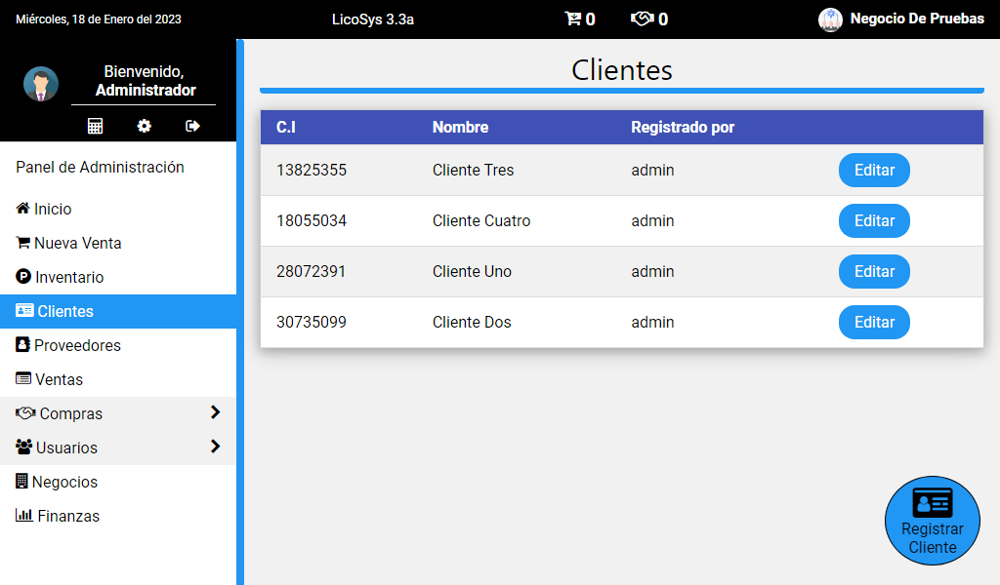 Miércoles, 18 de Enero del 2023
LicoSys 3.3a
0
0
Negocio De Pruebas
Bienvenido,
Administrador
Panel de Administración
Inicio
Nueva Venta
Inventario
Clientes
Proveedores
Ventas
Compras
Usuarios
Negocios
Finanzas
Clientes
C.I Nombre Registrado por
13825355 Cliente Tres admin Editar
18055034 Cliente Cuatro admin Editar
28072391 Cliente Uno admin Editar
30735099 Cliente Dos admin Editar
Registrar
Cliente